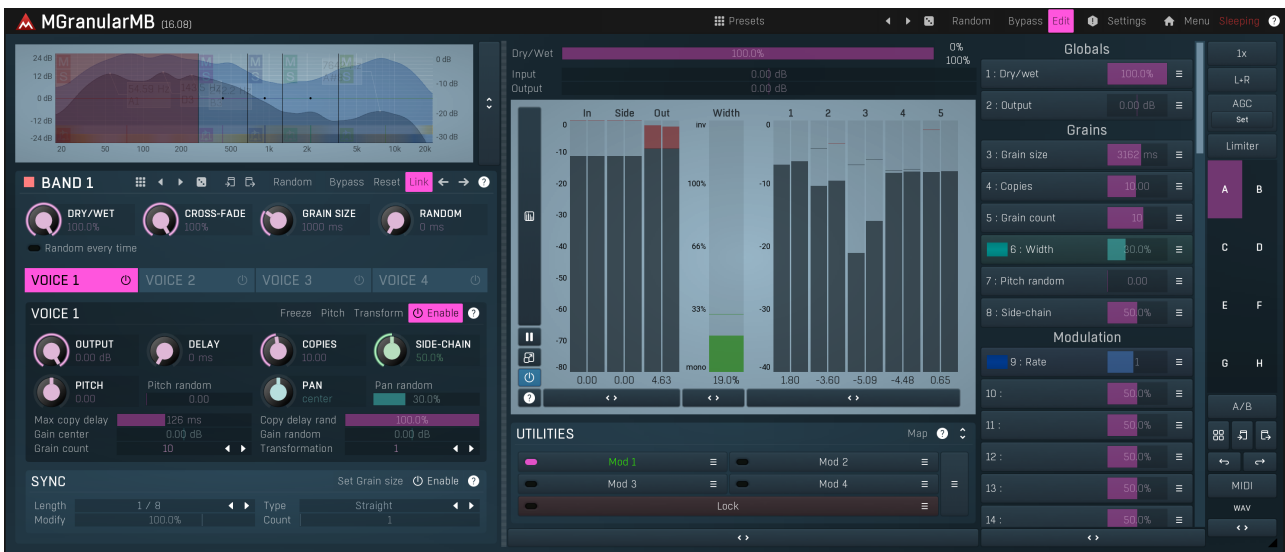 MGranularMB (16.08) Presets Random Bypass Edit Settings Menu Sleeping ?
24 dB
12 dB
0 dB
-12 dB
-24 dB
0 dB
-10 dB
-20 dB
-30 dB
20 50 100 200 500 1k 2k 5k 10k 20k
BAND 1 Random Bypass Reset Link ?
DRY/WET 100.0%
CROSS-FADE 100%
GRAIN SIZE 1000 ms
RANDOM 0 ms
Random every time
VOICE 1 VOICE 2 VOICE 3 VOICE 4
VOICE 1 Freeze Pitch Transform Enable ?
OUTPUT 0.00 dB
DELAY 0 ms
COPIES 10.00
SIDE-CHAIN 50.0%
PITCH 0.00
Pitch random 0.00
PAN center
Pan random 30.0%
Max copy delay 126 ms Copy delay rand 100.0%
Gain center 0.00 dB Gain random 0.00 dB
Grain count 10 Transformation 1
SYNC Set Grain size Enable ?
Length 1 / 8 Type Straight
Modify 100.0% Count 1
Dry/Wet 100.0% 0% 100%
Input 0.00 dB
Output 0.00 dB
In Side Out Width 1 2 3 4 5
0
-10
-20
-30
-40
-50
-60
-70
-80
inv
100%
66%
33%
mono
0
-10
-20
-30
-40
0.00 0.00 4.63 19.0% 1.80 -3.60 -5.09 -4.48 0.65
?
UTILITIES Map ?
Mod 1 Mod 2
Mod 3 Mod 4
Lock
Globals
1 : Dry/wet 100.0%
2 : Output 0.00 dB
Grains
3 : Grain size 3162 ms
4 : Copies 10.00
5 : Grain count 10
6 : Width 30.0%
7 : Pitch random 0.00
8 : Side-chain 50.0%
Modulation
9 : Rate 1
10 : 50.0%
11 : 50.0%
12 : 50.0%
13 : 50.0%
14 : 50.0%
1x
L+R
AGC
Set
Limiter
A B
C D
E F
G H
A/B
MIDI
WAV